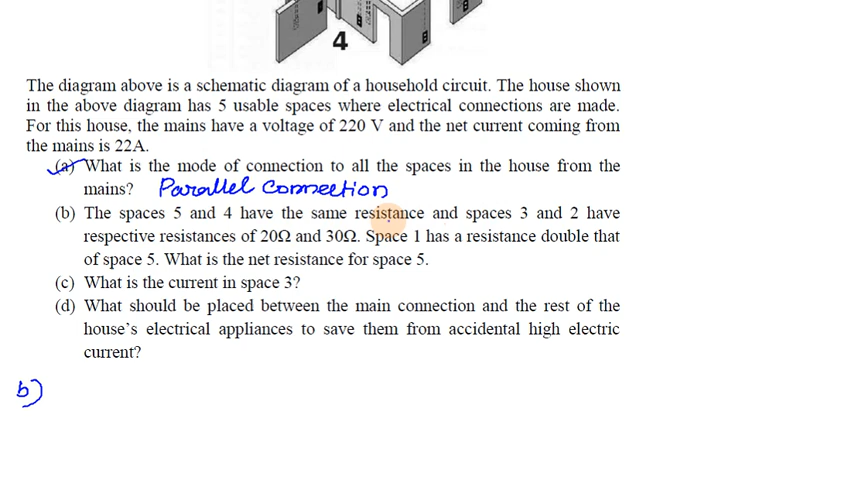 4
The diagram above is a schematic diagram of a household circuit. The house shown
in the above diagram has 5 usable spaces where electrical connections are made.
For this house, the mains have a voltage of 220 V and the net current coming from
the mains is 22A.
(a) What is the mode of connection to all the spaces in the house from the
mains? Parallel Connection
(b) The spaces 5 and 4 have the same resistance and spaces 3 and 2 have
respective resistances of 20Ω and 30Ω. Space 1 has a resistance double that
of space 5. What is the net resistance for space 5.
(c) What is the current in space 3?
(d) What should be placed between the main connection and the rest of the
house's electrical appliances to save them from accidental high electric
current?
b)